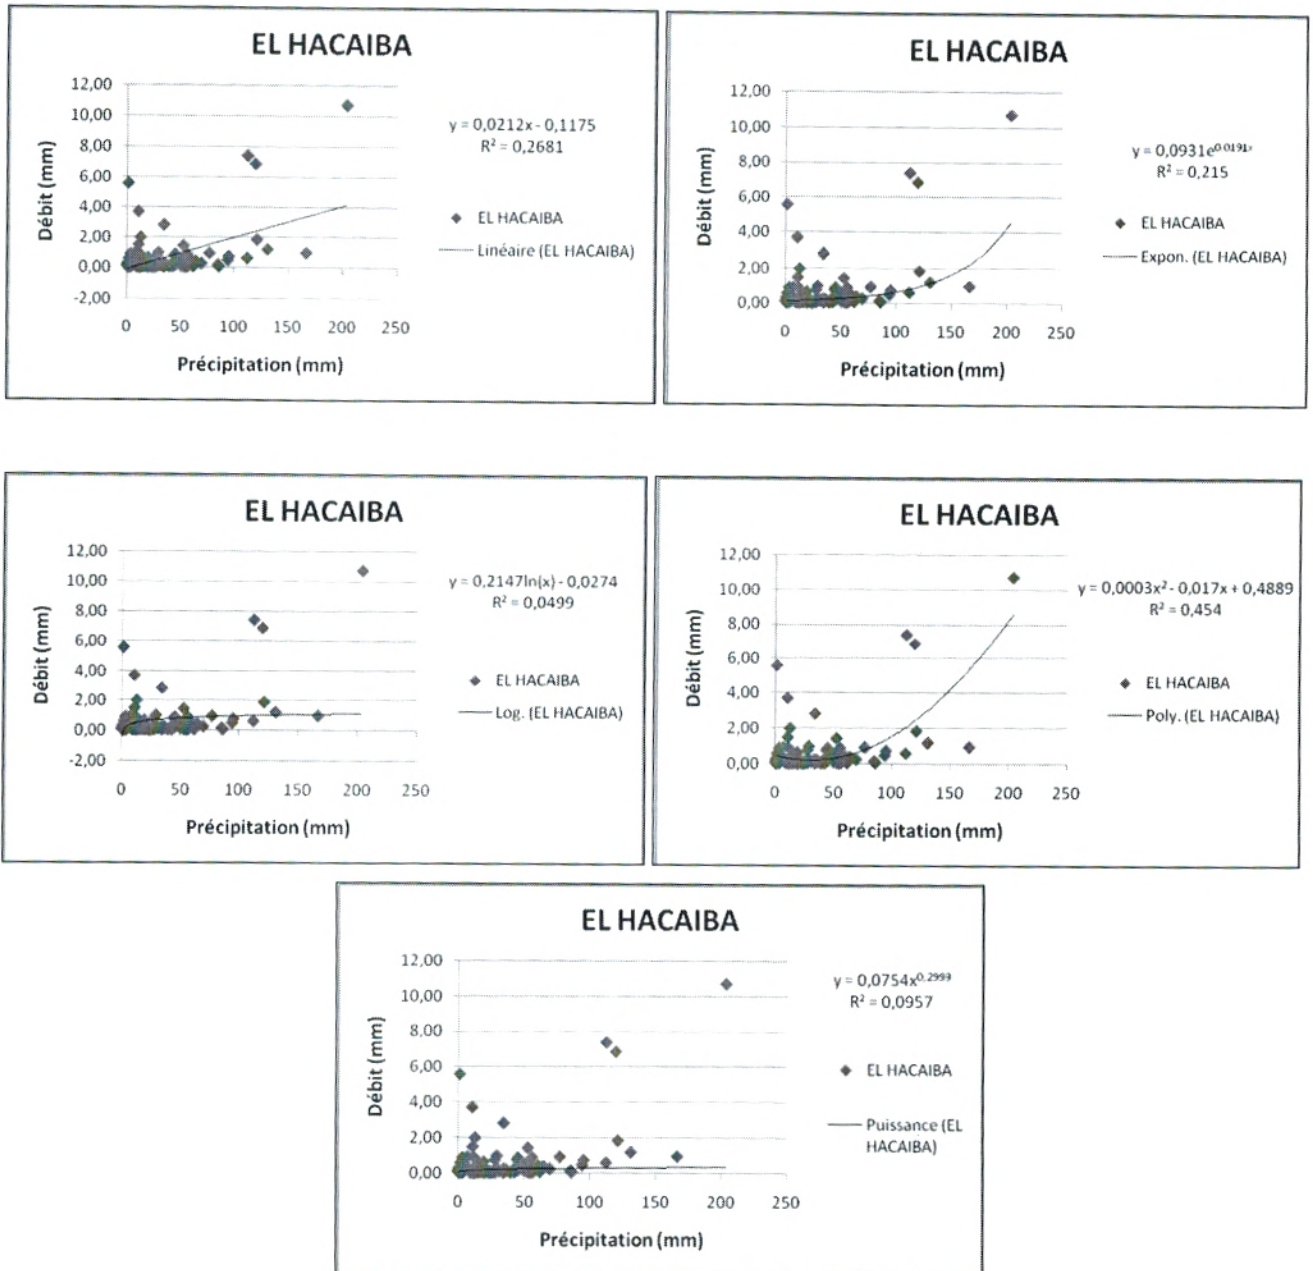 EL HACAIBA
12,00
10,00
8,00
6,00
4,00
2,00
0,00
-2,00
Débit (mm)
0 50 100 150 200 250
Précipitation (mm)
y = 0,0212x - 0,1175
R² = 0,2681
EL HACAIBA
Linéaire (EL HACAIBA)
EL HACAIBA
12,00
10,00
8,00
6,00
4,00
2,00
0,00
Débit (mm)
0 50 100 150 200 250
Précipitation (mm)
y = 0,0931e^0,0191x
R² = 0,215
EL HACAIBA
Expon. (EL HACAIBA)
EL HACAIBA
12,00
10,00
8,00
6,00
4,00
2,00
0,00
-2,00
Débit (mm)
0 50 100 150 200 250
Précipitation (mm)
y = 0,2147ln(x) - 0,0274
R² = 0,0499
EL HACAIBA
Log. (EL HACAIBA)
EL HACAIBA
12,00
10,00
8,00
6,00
4,00
2,00
0,00
Débit (mm)
0 50 100 150 200 250
Précipitation (mm)
y = 0,0003x² - 0,017x + 0,4889
R² = 0,454
EL HACAIBA
Poly. (EL HACAIBA)
EL HACAIBA
12,00
10,00
8,00
6,00
4,00
2,00
0,00
Débit (mm)
0 50 100 150 200 250
Précipitation (mm)
y = 0,0754x^0,2999
R² = 0,0957
EL HACAIBA
Puissance (EL
HACAIBA)